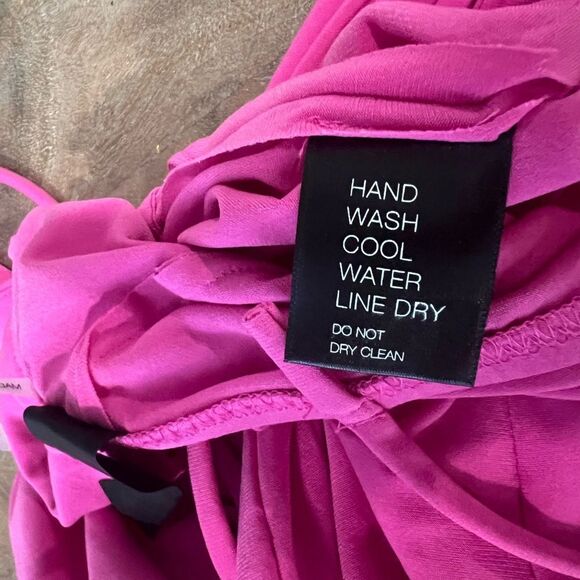 HAND
WASH
COOL
WATER
LINE DRY
DO NOT
DRY CLEAN